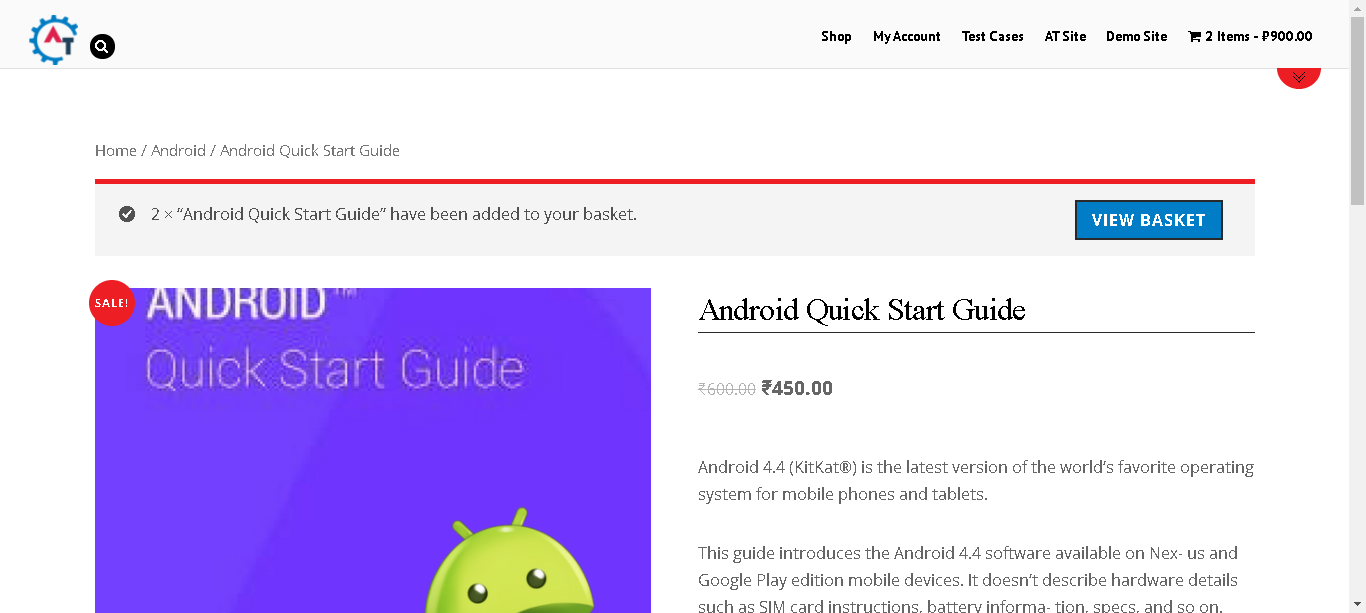 AT
Shop My Account Test Cases AT Site Demo Site 2 Items - ₹900.00
Home / Android / Android Quick Start Guide
2 × “Android Quick Start Guide” have been added to your basket.
VIEW BASKET
SALE!
ANDROID™
Quick Start Guide
Android Quick Start Guide
₹600.00 ₹450.00
Android 4.4 (KitKat®) is the latest version of the world’s favorite operating
system for mobile phones and tablets.
This guide introduces the Android 4.4 software available on Nex- us and
Google Play edition mobile devices. It doesn’t describe hardware details
such as SIM card instructions, battery informa- tion, specs, and so on.